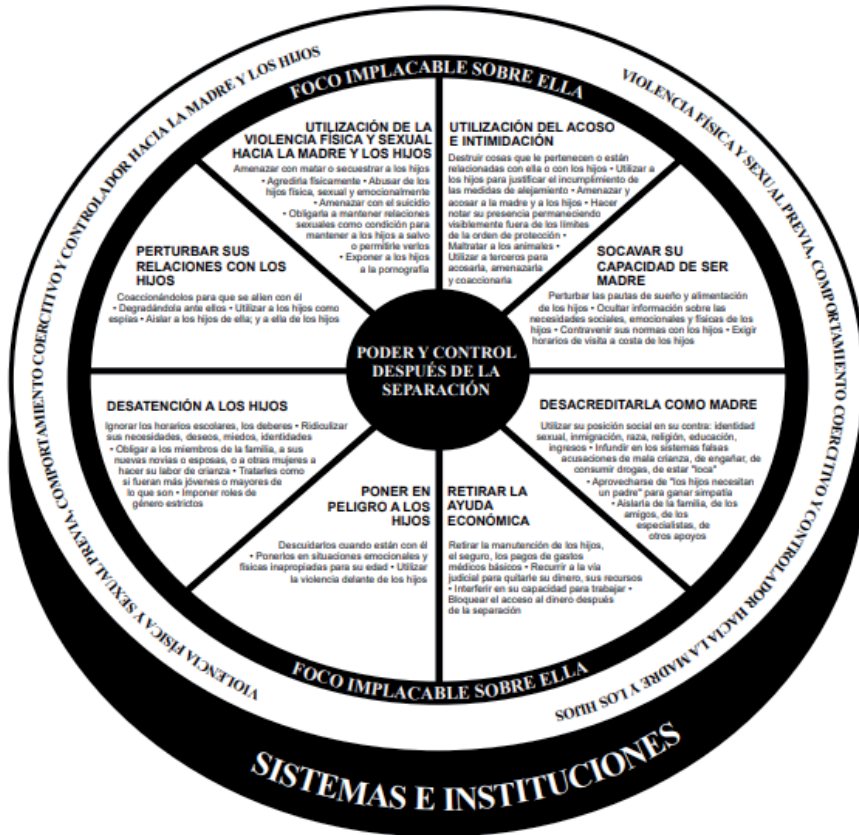 VIOLENCIA FÍSICA Y SEXUAL PREVIA, COMPORTAMIENTO COERCITIVO Y CONTROLADOR HACIA LA MADRE Y LOS HIJOS
VIOLENCIA FÍSICA Y SEXUAL PREVIA, COMPORTAMIENTO COERCTIVO Y CONTROLADOR HACIA LA MADRE Y LOS HIJOS
FOCO IMPLACABLE SOBRE ELLA
UTILIZACIÓN DE LA
VIOLENCIA FÍSICA Y SEXUAL
HACIA LA MADRE Y LOS HIJOS
Amenazar con matar o secuestrar a los hijos
• Agredirla físicamente • Abusar de los
hijos física, sexual y emocionalmente
• Amenazar con el suicidio
• Obligarla a mantener relaciones
sexuales como condición para
mantener a los hijos a salvo
o permitirle verlos
• Exponer a los hijos
a la pornografía
UTILIZACIÓN DEL ACOSO
E INTIMIDACIÓN
Destruir cosas que le pertenecen o están
relacionadas con ella o con los hijos • Utilizar a
los hijos para justificar el incumplimiento de
las medidas de alejamiento • Amenazar y
acosar a la madre y a los hijos • Hacer
notar su presencia permaneciendo
visiblemente fuera de los límites
de la orden de protección •
Maltratar a los animales •
Utilizar a terceros para
acosarla, amenazarla
y coaccionarla
PERTURBAR SUS
RELACIONES CON LOS
HIJOS
Coaccionándolos para que se alien con él
• Degradándola ante ellos • Utilizar a los hijos como
espías • Aislar a los hijos de ella; y a ella de los hijos
SOCAVAR SU
CAPACIDAD DE SER
MADRE
Perturbar las pautas de sueño y alimentación
de los hijos • Ocultar información sobre las
necesidades sociales, emocionales y físicas de los
hijos • Contravenir sus normas con los hijos • Exigir
horarios de visita a costa de los hijos
PODER Y CONTROL
DESPUÉS DE LA
SEPARACIÓN
DESATENCIÓN A LOS HIJOS
Ignorar los horarios escolares, los deberes • Ridiculizar
sus necesidades, deseos, miedos, identidades
• Obligar a los miembros de la familia, a sus
nuevas novias o esposas, o a otras mujeres a
hacer su labor de crianza • Tratarles como
si fueran más jóvenes o mayores de
lo que son • Imponer roles de
género estrictos
DESACREDITARLA COMO MADRE
Utilizar su posición social en su contra: identidad
sexual, inmigración, raza, religión, educación,
ingresos • Infundir en los sistemas falsas
acusaciones de mala crianza, de engañar, de
consumir drogas, de estar "loca"
• Aprovecharse de "los hijos necesitan
un padre" para ganar simpatía
• Aislarla de la familia, de los
amigos, de los
especialistas, de
otros apoyos
PONER EN
PELIGRO A LOS
HIJOS
Descuidarlos cuando están con él
• Ponerlos en situaciones emocionales y
físicas inapropiadas para su edad • Utilizar
la violencia delante de los hijos
RETIRAR LA
AYUDA
ECONÓMICA
Retirar la manutención de los hijos,
el seguro, los pagos de gastos
médicos básicos • Recurrir a la vía
judicial para quitarle su dinero, sus recursos
• Interferir en su capacidad para trabajar •
Bloquear el acceso al dinero después
de la separación
FOCO IMPLACABLE SOBRE ELLA
SISTEMAS E INSTITUCIONES